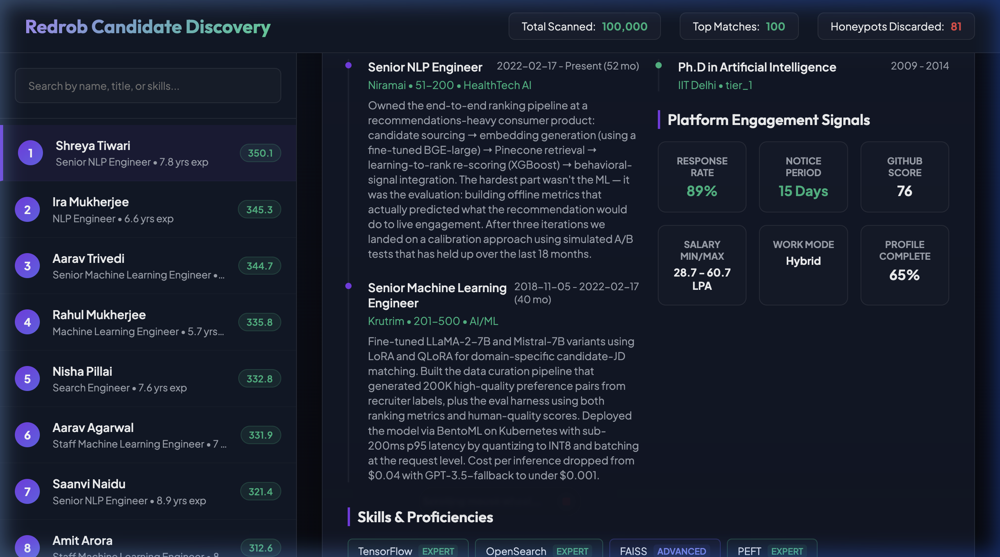 Redrob Candidate Discovery
Total Scanned: 100,000
Top Matches: 100
Honeypots Discarded: 81
Search by name, title, or skills...
1
Shreya Tiwari
Senior NLP Engineer • 7.8 yrs exp
350.1
2
Ira Mukherjee
NLP Engineer • 6.6 yrs exp
345.3
3
Aarav Trivedi
Senior Machine Learning Engineer •...
344.7
4
Rahul Mukherjee
Machine Learning Engineer • 5.7 yrs...
335.8
5
Nisha Pillai
Search Engineer • 7.6 yrs exp
332.8
6
Aarav Agarwal
Staff Machine Learning Engineer • 7 ...
331.9
7
Saanvi Naidu
Senior NLP Engineer • 8.9 yrs exp
321.4
8
Amit Arora
Staff Machine Learning Engineer • 8
312.6
Senior NLP Engineer
2022-02-17 - Present (52 mo)
Niramai • 51-200 • HealthTech AI
Owned the end-to-end ranking pipeline at a
recommendations-heavy consumer product:
candidate sourcing → embedding generation (using a
fine-tuned BGE-large) → Pinecone retrieval →
learning-to-rank re-scoring (XGBoost) → behavioral-
signal integration. The hardest part wasn't the ML — it
was the evaluation: building offline metrics that
actually predicted what the recommendation would
do to live engagement. After three iterations we
landed on a calibration approach using simulated A/B
tests that has held up over the last 18 months.
Senior Machine Learning
Engineer
2018-11-05 - 2022-02-17
(40 mo)
Krutrim • 201-500 • AI/ML
Fine-tuned LLaMA-2-7B and Mistral-7B variants using
LoRA and QLoRA for domain-specific candidate-JD
matching. Built the data curation pipeline that
generated 200K high-quality preference pairs from
recruiter labels, plus the eval harness using both
ranking metrics and human-quality scores. Deployed
the model via BentoML on Kubernetes with sub-
200ms p95 latency by quantizing to INT8 and batching
at the request level. Cost per inference dropped from
$0.04 with GPT-3.5-fallback to under $0.001.
Ph.D in Artificial Intelligence
2009 - 2014
IIT Delhi • tier_1
Platform Engagement Signals
RESPONSE
RATE
89%
NOTICE
PERIOD
15 Days
GITHUB
SCORE
76
SALARY
MIN/MAX
28.7 - 60.7
LPA
WORK MODE
Hybrid
PROFILE
COMPLETE
65%
Skills & Proficiencies
TensorFlow EXPERT
OpenSearch EXPERT
FAISS ADVANCED
PEFT EXPERT